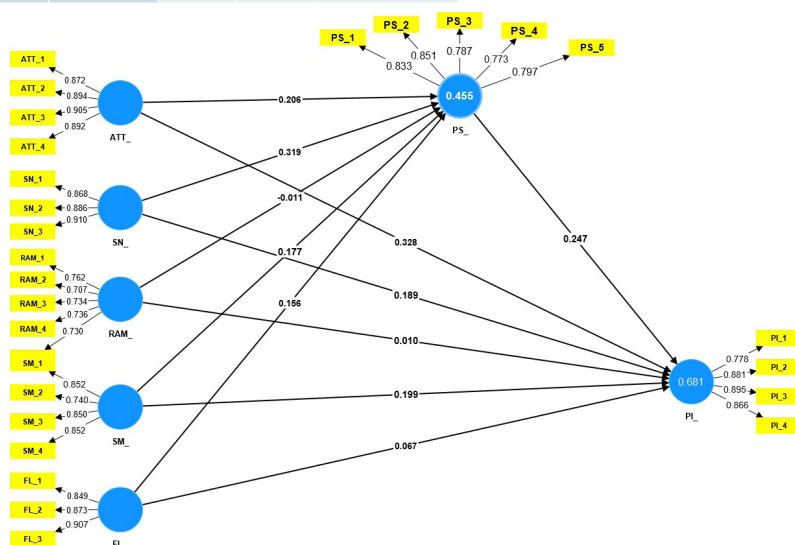 PS_1
PS_2
PS_3
PS_4
PS_5
0.833
0.851
0.787
0.773
0.797
0.455
PS_
ATT_1
ATT_2
ATT_3
ATT_4
0.872
0.894
0.905
0.892
ATT_
SN_1
SN_2
SN_3
0.868
0.886
0.910
SN_
RAM_1
RAM_2
RAM_3
RAM_4
0.762
0.707
0.734
0.736
0.730
RAM_
SM_1
SM_2
SM_3
SM_4
0.852
0.740
0.850
0.852
SM_
FL_1
FL_2
FL_3
0.849
0.873
0.907
0.206
0.319
-0.011
0.177
0.156
0.328
0.189
0.010
0.199
0.067
0.247
0.681
PI_
PI_1
PI_2
PI_3
PI_4
0.778
0.881
0.895
0.866